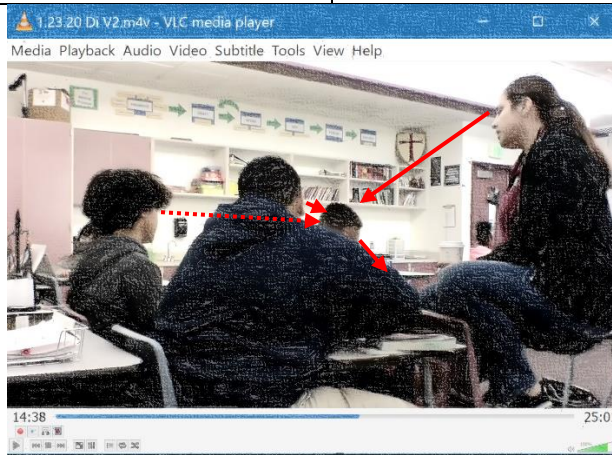 1.23.20 Di V2.m4v - VLC media player
Media Playback Audio Video Subtitle Tools View Help
14:38
25:0